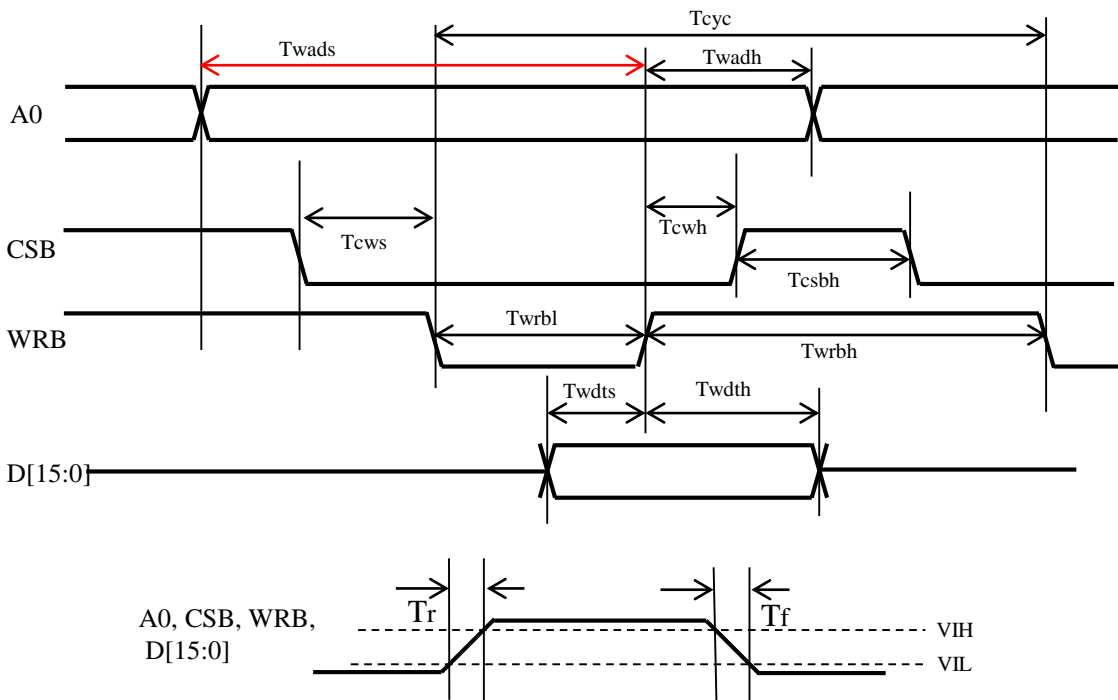 Tcyc
Twads
Twadh
A0
Tcws
Tcwh
CSB
Tcsbh
Twrbl
WRB
Twrbh
Twdts
Twdth
D[15:0]
Tr
Tf
A0, CSB, WRB,
D[15:0]
VIH
VIL